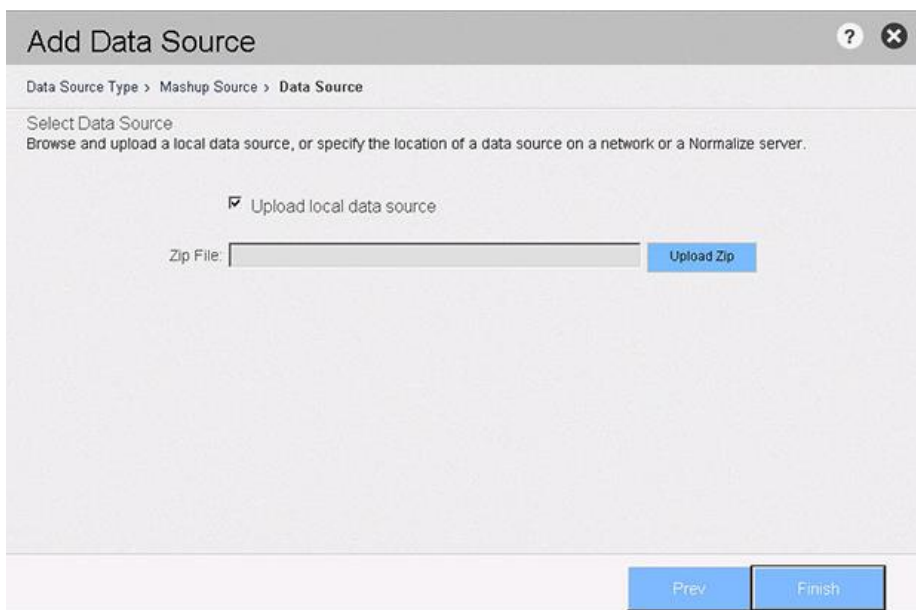 Add Data Source
?
Data Source Type > Mashup Source > Data Source
Select Data Source
Browse and upload a local data source, or specify the location of a data source on a network or a Normalize server.
Upload local data source
Zip File: Upload Zip
Prev Finish